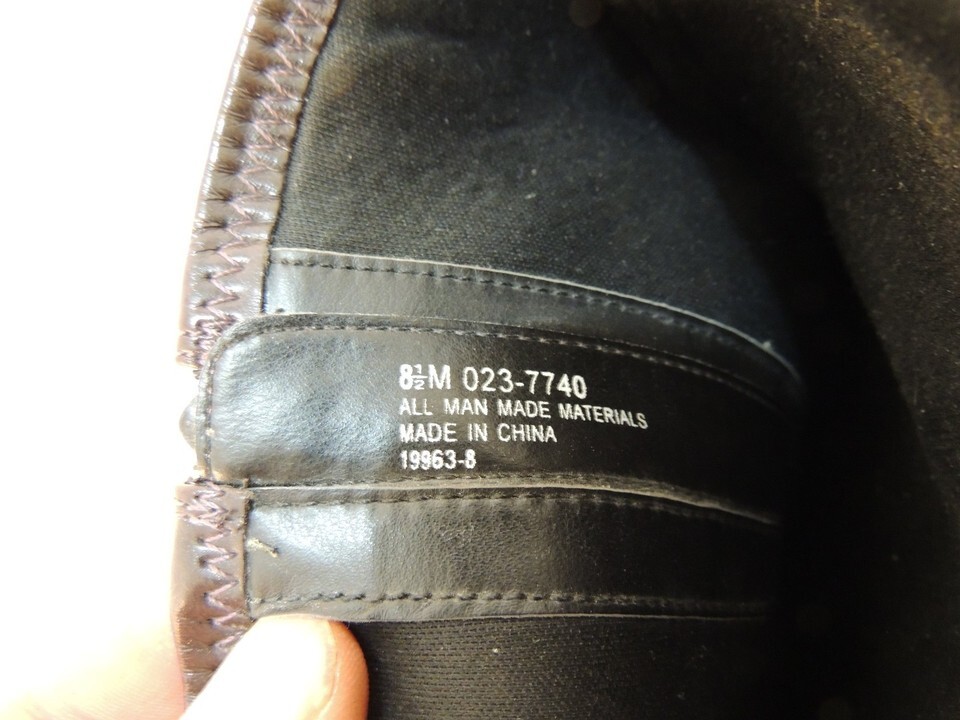 8½M 023-7740
ALL MAN MADE MATERIALS
MADE IN CHINA
19963-8